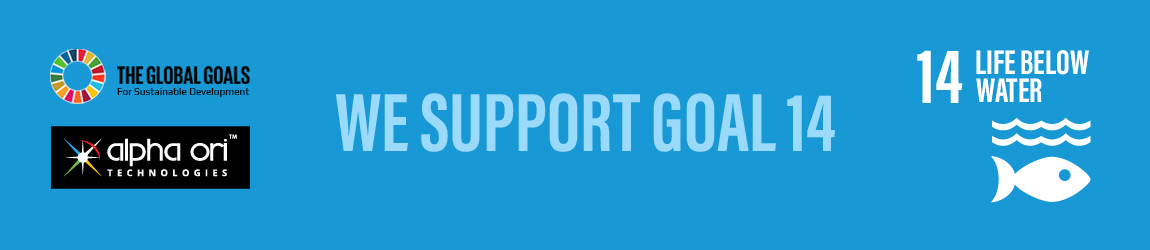 THE GLOBAL GOALS
For Sustainable Development
alpha ori™
TECHNOLOGIES
WE SUPPORT GOAL 14
14 LIFE BELOW
WATER